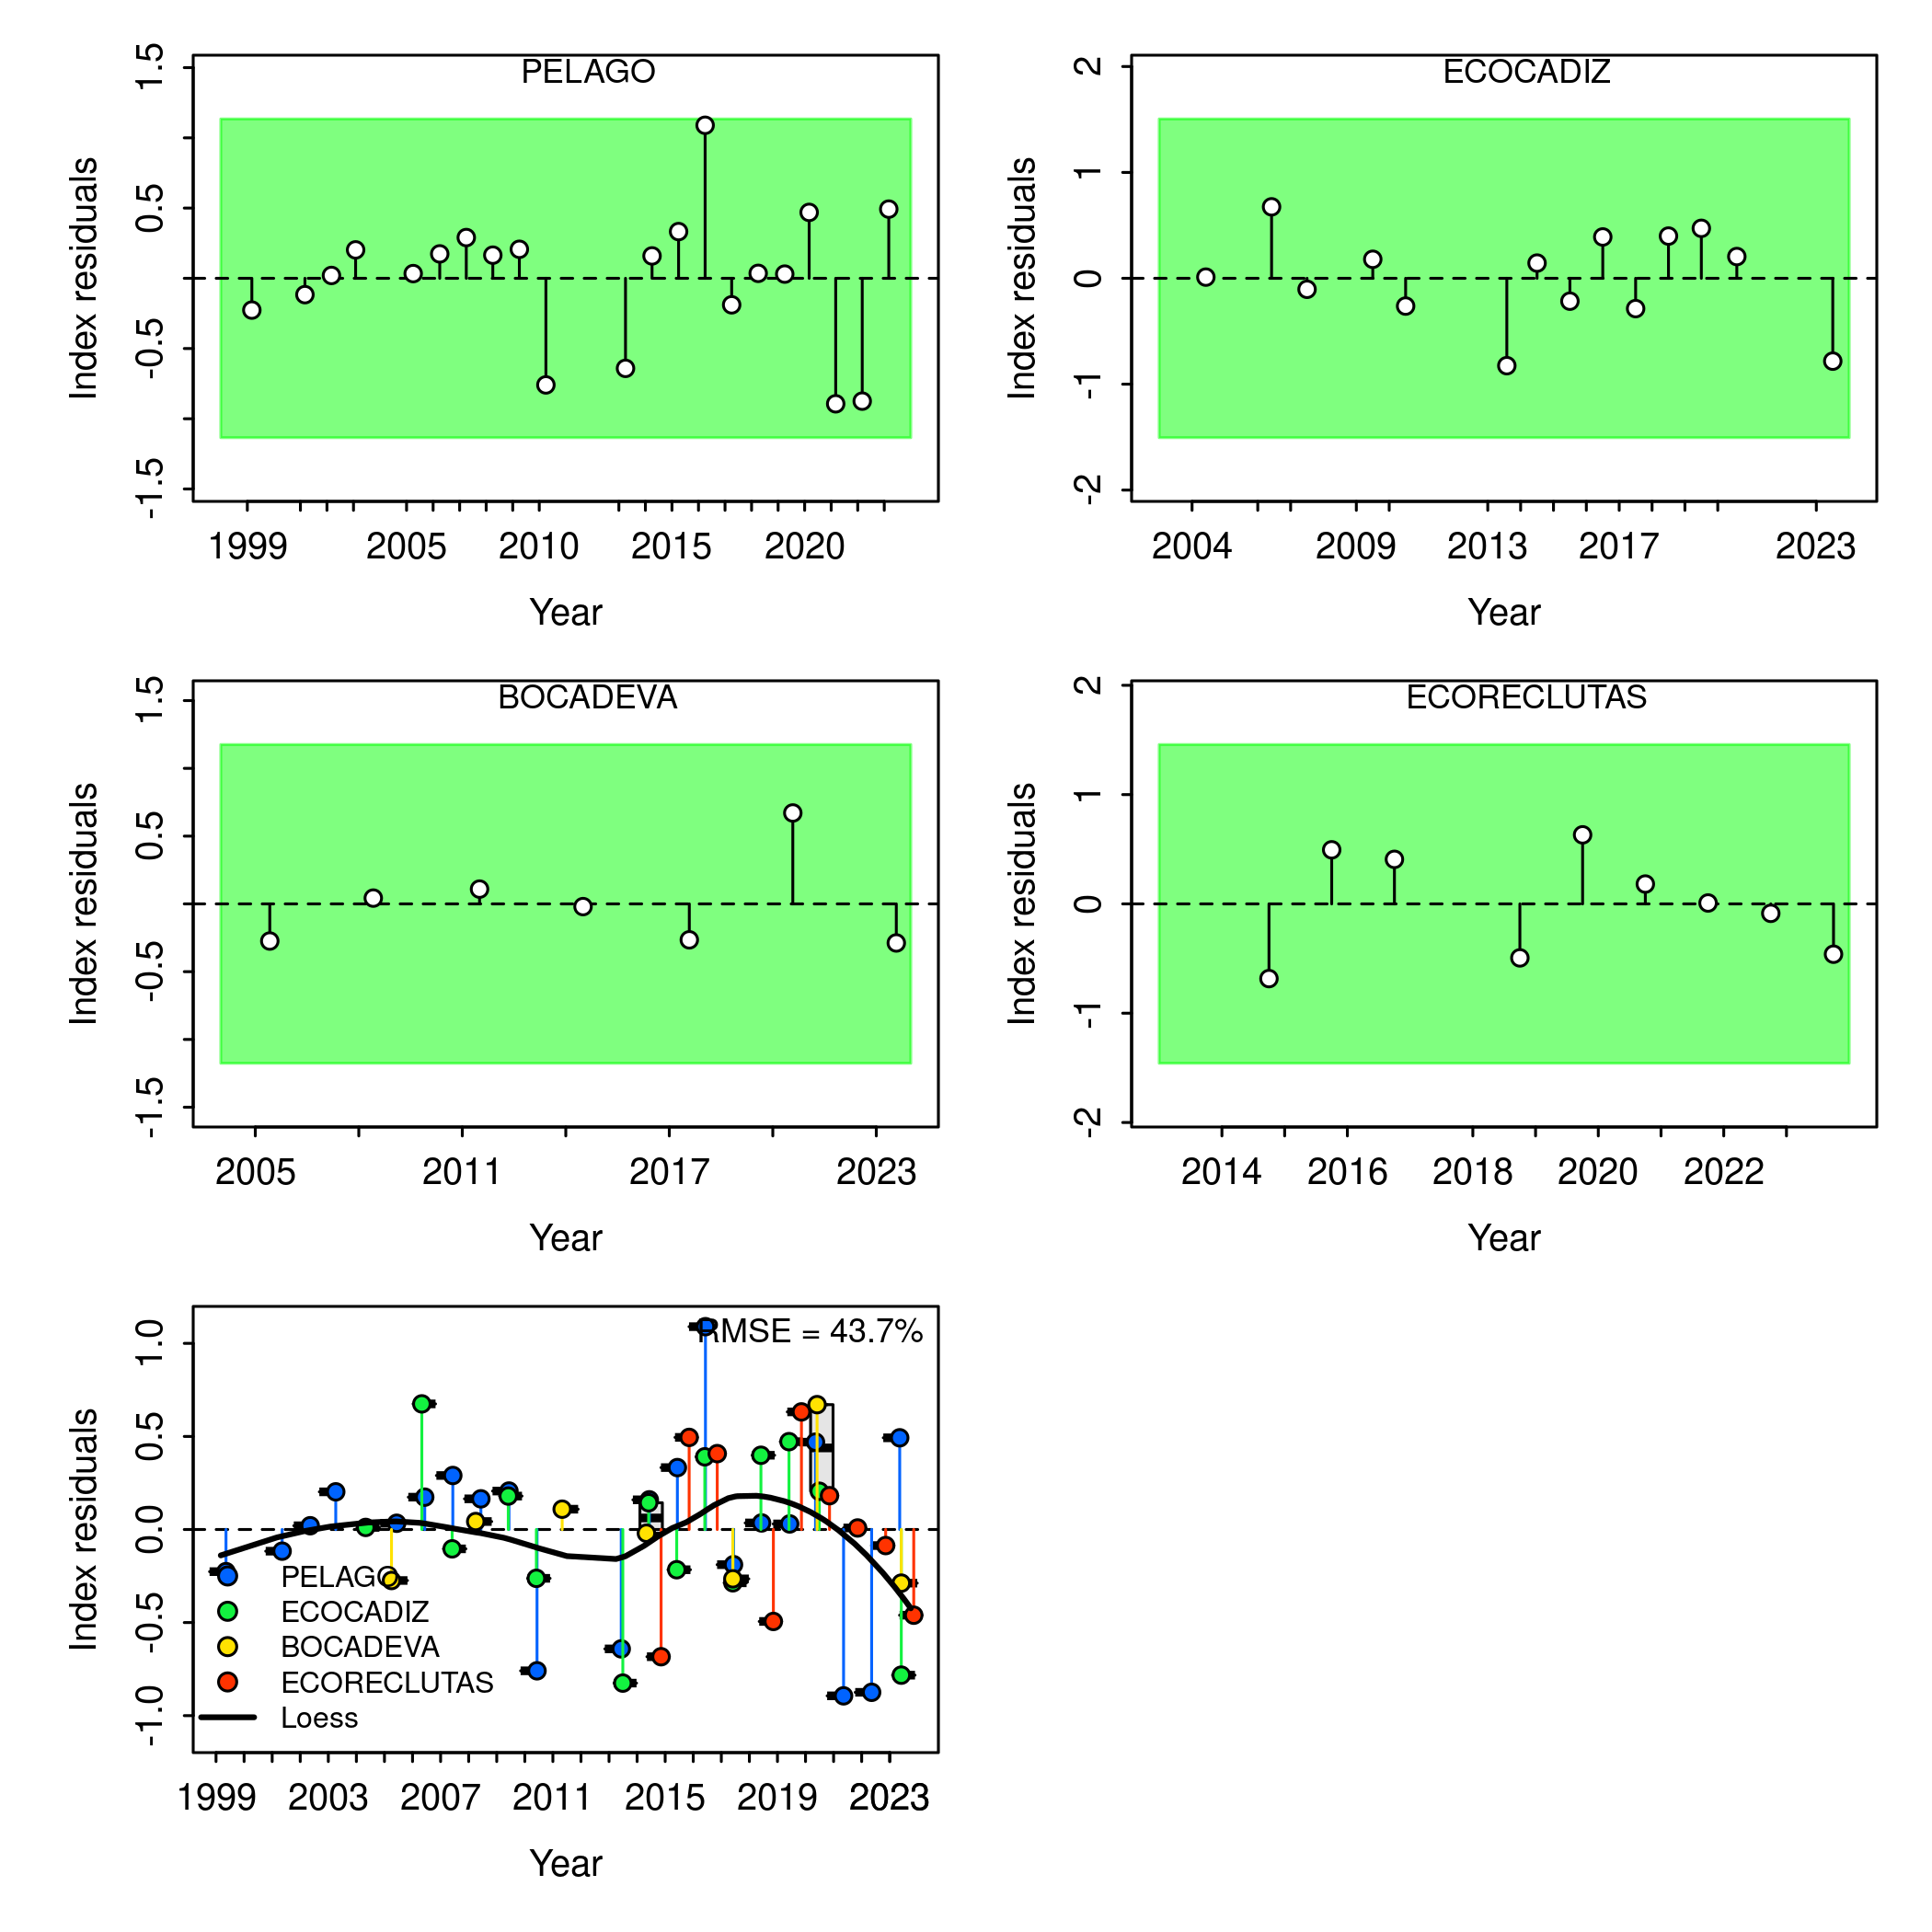 PELAGO
Index residuals
1.5
0.5
-0.5
-1.5
1999 2005 2010 2015 2020
Year
ECOCADIZ
Index residuals
2
1
0
-1
-2
2004 2009 2013 2017 2023
Year
BOCADEVA
Index residuals
1.5
0.5
-0.5
-1.5
2005 2011 2017 2023
Year
ECORECLUTAS
Index residuals
2
1
0
-1
-2
2014 2016 2018 2020 2022
Year
RMSE = 43.7%
Index residuals
1.0
0.5
0.0
-0.5
-1.0
PELAGO
ECOCADIZ
BOCADEVA
ECORECLUTAS
Loess
1999 2003 2007 2011 2015 2019 2023
Year